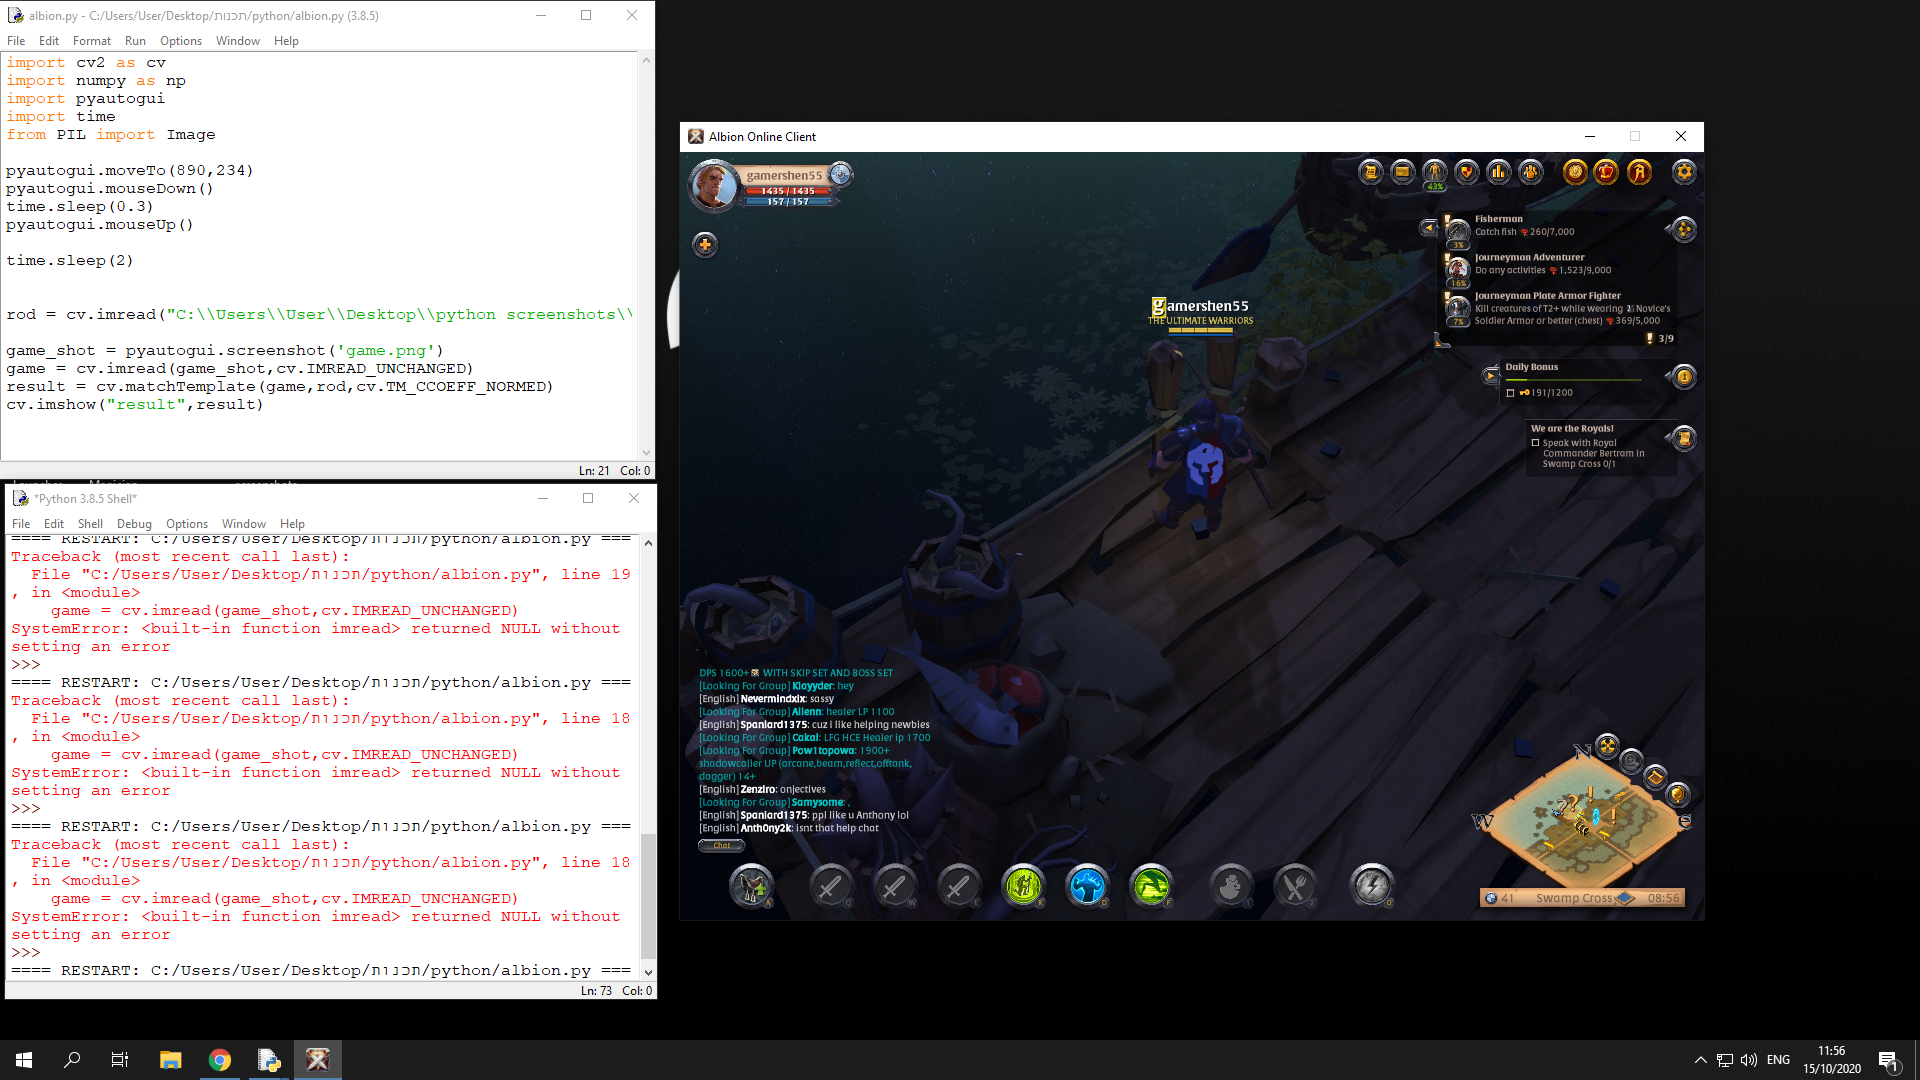 albion.py - C:/Users/User/Desktop/תכנות/python/albion.py (3.8.5)
File Edit Format Run Options Window Help
import cv2 as cv
import numpy as np
import pyautogui
import time
from PIL import Image
pyautogui.moveTo(890,234)
pyautogui.mouseDown()
time.sleep(0.3)
pyautogui.mouseUp()
time.sleep(2)
rod = cv.imread("C:\\Users\\User\\Desktop\\python screenshots\\
game_shot = pyautogui.screenshot('game.png')
game = cv.imread(game_shot,cv.IMREAD_UNCHANGED)
result = cv.matchTemplate(game,rod,cv.TM_CCOEFF_NORMED)
cv.imshow("result",result)
Ln: 21 Col: 0
*Python 3.8.5 Shell*
File Edit Shell Debug Options Window Help
==== RESTART: C:/Users/User/Desktop/תכנות/python/albion.py ===
Traceback (most recent call last):
File "C:/Users/User/Desktop/תכנות/python/albion.py", line 19
, in <module>
game = cv.imread(game_shot,cv.IMREAD_UNCHANGED)
SystemError: <built-in function imread> returned NULL without
setting an error
>>>
==== RESTART: C:/Users/User/Desktop/תכנות/python/albion.py ===
Traceback (most recent call last):
File "C:/Users/User/Desktop/תכנות/python/albion.py", line 18
, in <module>
game = cv.imread(game_shot,cv.IMREAD_UNCHANGED)
SystemError: <built-in function imread> returned NULL without
setting an error
>>>
==== RESTART: C:/Users/User/Desktop/תכנות/python/albion.py ===
Traceback (most recent call last):
File "C:/Users/User/Desktop/תכנות/python/albion.py", line 18
, in <module>
game = cv.imread(game_shot,cv.IMREAD_UNCHANGED)
SystemError: <built-in function imread> returned NULL without
setting an error
>>>
==== RESTART: C:/Users/User/Desktop/תכנות/python/albion.py ===
Ln: 73 Col: 0
Albion Online Client
gamershen55
1435 / 1435
157 / 157
43%
Fisherman
Catch fish 260/7,000
3%
Journeyman Adventurer
Do any activities 1,523/9,000
16%
Journeyman Plate Armor Fighter
Kill creatures of T2+ while wearing Novice's
Soldier Armor or better (chest) 369/5,000
7%
3/9
Daily Bonus
191/1200
We are the Royals!
Speak with Royal
Commander Bertram in
Swamp Cross 0/1
gamershen55
THE ULTIMATE WARRIORS
DPS 1600+ WITH SKIP SET AND BOSS SET
[Looking For Group] Klayyder: hey
[English] Nevermindxix: sassy
[Looking For Group] Allenn: healer LP 1100
[English] Spaniard1375: cuz i like helping newbies
[Looking For Group] Cakal: LFG HCE Healer ip 1700
[Looking For Group] Pow1topowa: 1900+
shadowcaller UP (arcane,beam,reflect,offtank,
dagger) 14+
[English] Zenziro: onjectives
[Looking For Group] Samysome: ,
[English] Spaniard1375: ppl like u Anthony lol
[English] Anth0ny2k: isnt that help chat
Chat
A Q W E R D F 1 2
N
W
E
41 Swamp Cross 08:56
ENG
11:56
15/10/2020
1